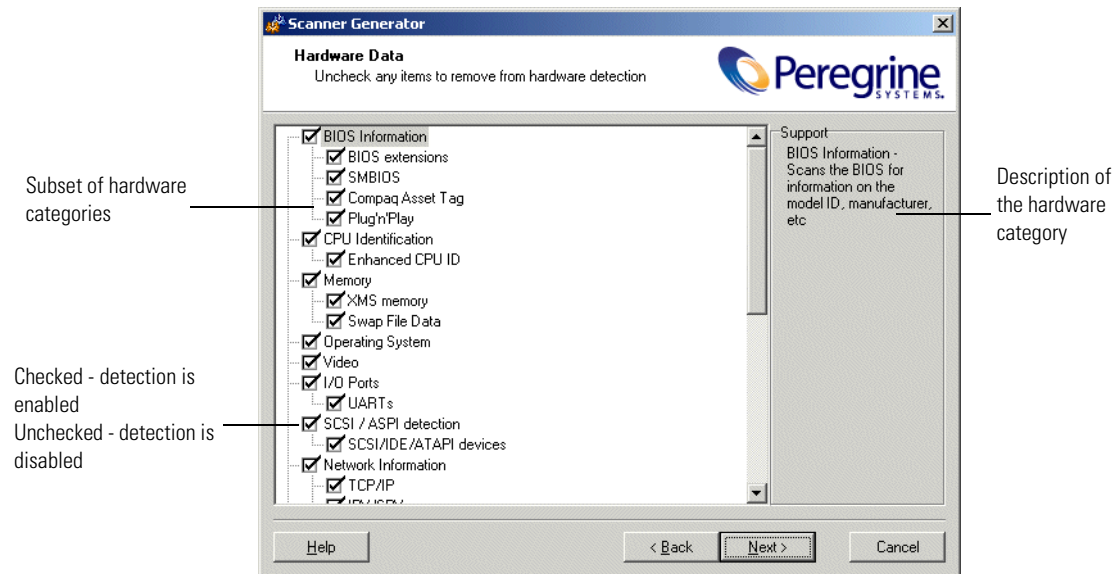 Scanner Generator
Hardware Data
Uncheck any items to remove from hardware detection
Peregrine
SYSTEMS.
BIOS Information
BIOS extensions
SMBIOS
Compaq Asset Tag
Plug'n'Play
CPU Identification
Enhanced CPU ID
Memory
XMS memory
Swap File Data
Operating System
Video
I/O Ports
UARTs
SCSI / ASPI detection
SCSI/IDE/ATAPI devices
Network Information
TCP/IP
Support
BIOS Information -
Scans the BIOS for
information on the
model ID, manufacturer,
etc
Subset of hardware
categories
Checked - detection is
enabled
Unchecked - detection is
disabled
Description of
the hardware
category
Help
< Back
Next >
Cancel